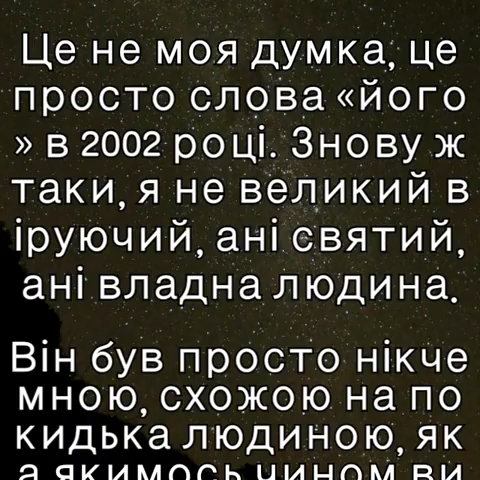 Це не моя думка, це
просто слова «його
» в 2002 році. Знову ж
таки, я не великий в
іруючий, ані святий,
ані владна людина.
Він був просто нікче
мною, схожою на по
кидька людиною, як
а якимось чином ви